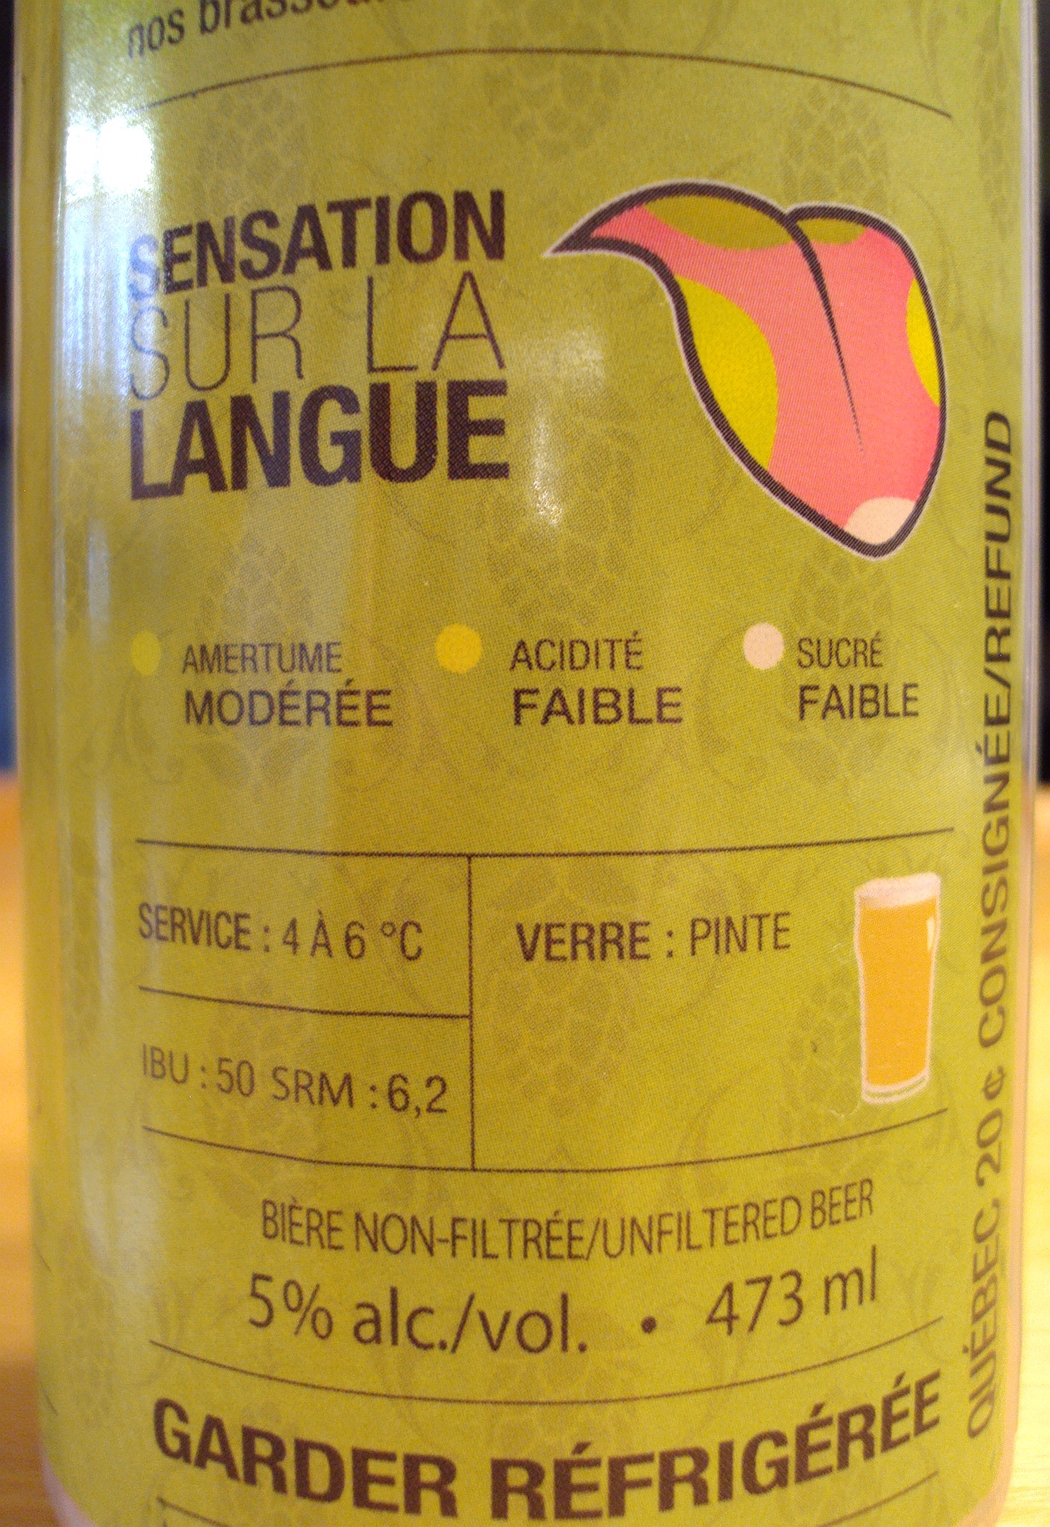 nos
SENSATION
SUR LA
LANGUE
AMERTUME
MODÉRÉE
ACIDITÉ
FAIBLE
SUCRÉ
FAIBLE
SERVICE : 4 À 6 °C
VERRE : PINTE
IBU : 50 SRM : 6,2
BIÈRE NON-FILTRÉE/UNFILTERED BEER
5% alc./vol. • 473 ml
GARDER RÉFRIGÉRÉE
QUÉBEC 20 ¢ CONSIGNÉE/REFUND